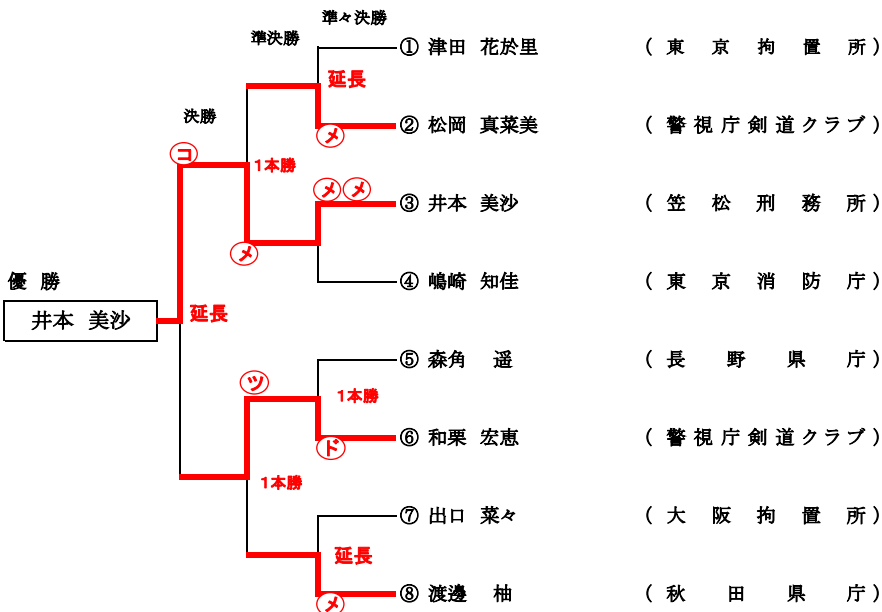 準々決勝
準決勝
決勝
① 津田 花於里 ( 東京拘置所 )
延長
② 松岡 真菜美 ( 警視庁剣道クラブ )
メ
コ
1本勝
メ メ
③ 井本 美沙 ( 笠松刑務所 )
メ
④ 嶋崎 知佳 ( 東京消防庁 )
優 勝
井本 美沙
延長
⑤ 森角 遥 ( 長野県庁 )
ツ
1本勝
⑥ 和栗 宏恵 ( 警視庁剣道クラブ )
ド
1本勝
⑦ 出口 菜々 ( 大阪拘置所 )
延長
⑧ 渡邊 柚 ( 秋田県庁 )
メ